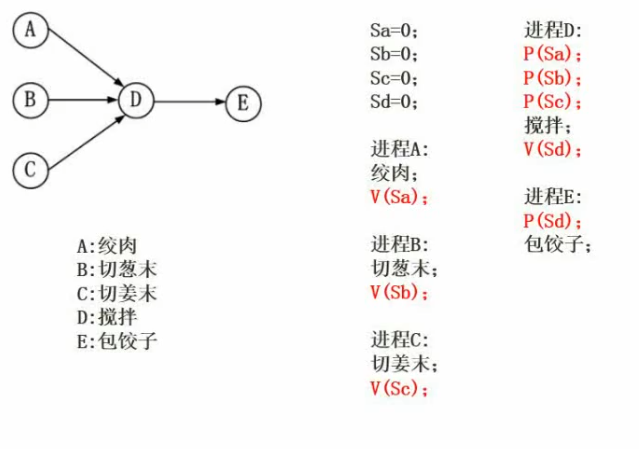 A
B
C
D
E
A:绞肉
B:切葱末
C:切姜末
D:搅拌
E:包饺子
Sa=0;
Sb=0;
Sc=0;
Sd=0;
进程A:
绞肉;
V(Sa);
进程B:
切葱末;
V(Sb);
进程C:
切姜末;
V(Sc);
进程D:
P(Sa);
P(Sb);
P(Sc);
搅拌;
V(Sd);
进程E:
P(Sd);
包饺子;